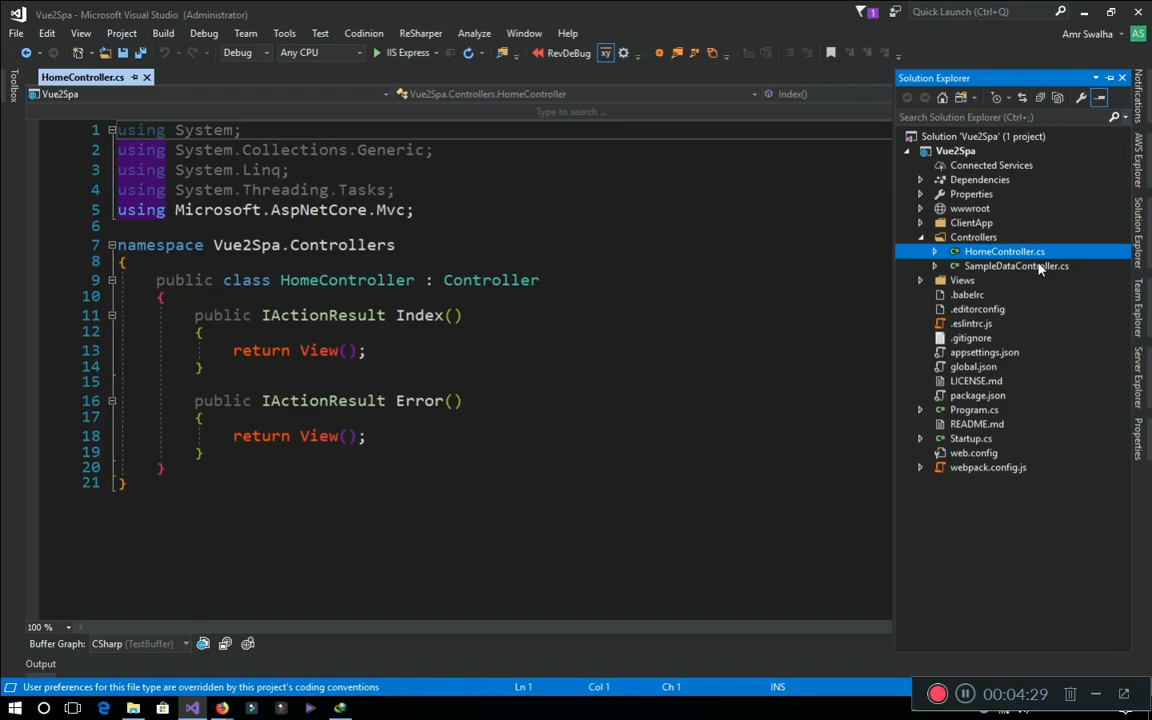 Vue2Spa - Microsoft Visual Studio (Administrator)
1
Quick Launch (Ctrl+Q)
File Edit View Project Build Debug Team Tools Test Codinion ReSharper Analyze Window Help
Amr Swalha AS
Debug Any CPU IIS Express RevDebug xy
Toolbox
HomeController.cs
Vue2Spa Vue2Spa.Controllers.HomeController Index()
Type to search...
1 using System;
2 using System.Collections.Generic;
3 using System.Linq;
4 using System.Threading.Tasks;
5 using Microsoft.AspNetCore.Mvc;
6
7 namespace Vue2Spa.Controllers
8 {
9 public class HomeController : Controller
10 {
11 public IActionResult Index()
12 {
13 return View();
14 }
15
16 public IActionResult Error()
17 {
18 return View();
19 }
20 }
21 }
100 %
Buffer Graph: CSharp (TextBuffer)
Output
Solution Explorer
Search Solution Explorer (Ctrl+;)
Solution 'Vue2Spa' (1 project)
Vue2Spa
Connected Services
Dependencies
Properties
wwwroot
ClientApp
Controllers
HomeController.cs
SampleDataController.cs
Views
.babelrc
.editorconfig
.eslintrc.js
.gitignore
appsettings.json
global.json
LICENSE.md
package.json
Program.cs
README.md
Startup.cs
web.config
webpack.config.js
Notifications
AWS Explorer
Solution Explorer
Team Explorer
Server Explorer
Properties
User preferences for this file type are overridden by this project's coding conventions Ln 1 Col 1 Ch 1 INS
00:04:29